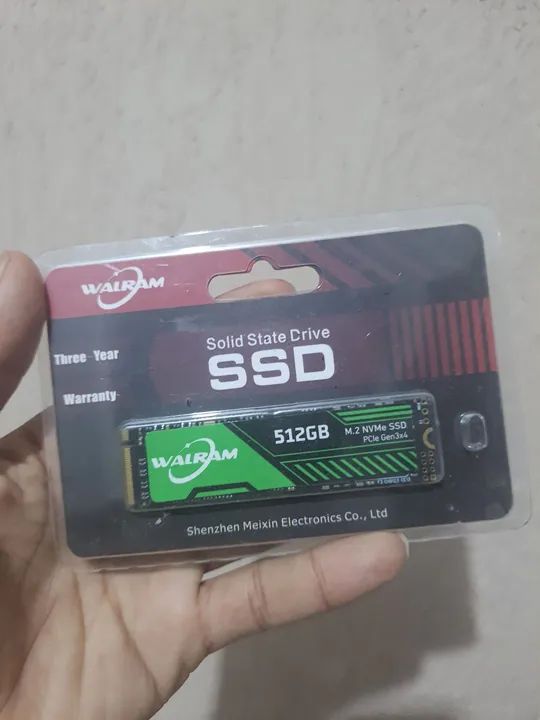 WALRAM
Solid State Drive
SSD
Three-Year
Warranty
WALRAM
512GB
M.2 NVMe SSD
PCIe Gen3x4
Shenzhen Meixin Electronics Co., Ltd